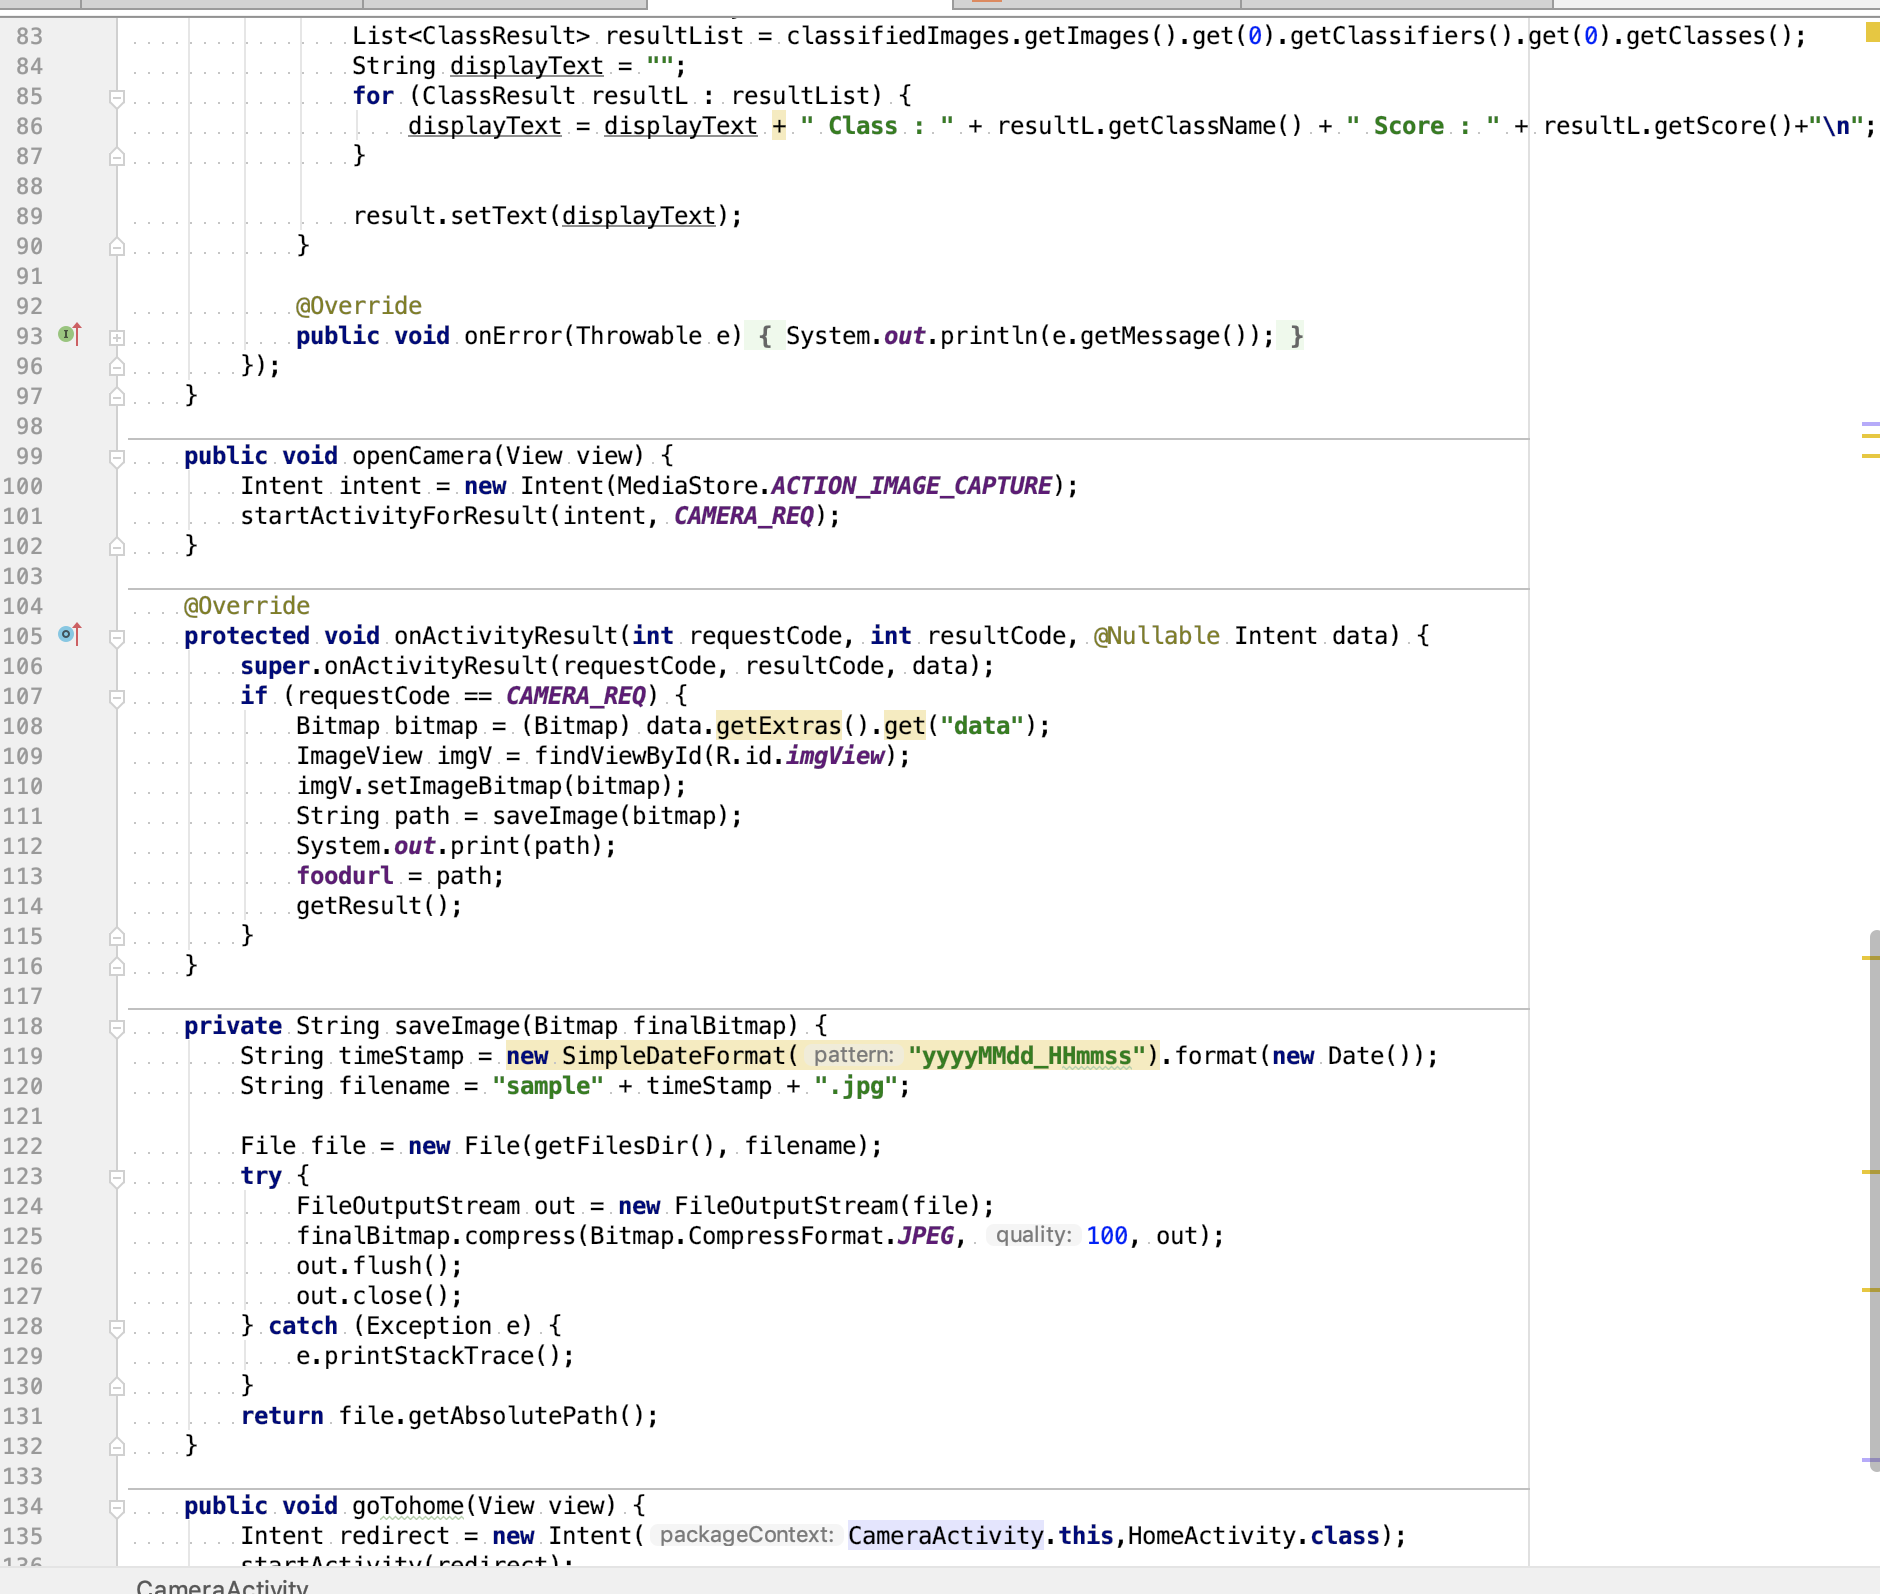 83 List<ClassResult> resultList = classifiedImages.getImages().get(0).getClassifiers().get(0).getClasses();
84 String displayText = "";
85 for (ClassResult resultL : resultList) {
86 displayText = displayText + " Class : " + resultL.getClassName() + " Score : " + resultL.getScore()+"\n";
87 }
88
89 result.setText(displayText);
90 }
91
92 @Override
93 public void onError(Throwable e) { System.out.println(e.getMessage()); }
96 });
97 }
98
99 public void openCamera(View view) {
100 Intent intent = new Intent(MediaStore.ACTION_IMAGE_CAPTURE);
101 startActivityForResult(intent, CAMERA_REQ);
102 }
103
104 @Override
105 protected void onActivityResult(int requestCode, int resultCode, @Nullable Intent data) {
106 super.onActivityResult(requestCode, resultCode, data);
107 if (requestCode == CAMERA_REQ) {
108 Bitmap bitmap = (Bitmap) data.getExtras().get("data");
109 ImageView imgV = findViewById(R.id.imgView);
110 imgV.setImageBitmap(bitmap);
111 String path = saveImage(bitmap);
112 System.out.print(path);
113 foodurl = path;
114 getResult();
115 }
116 }
117
118 private String saveImage(Bitmap finalBitmap) {
119 String timeStamp = new SimpleDateFormat( pattern: "yyyyMMdd_HHmmss").format(new Date());
120 String filename = "sample" + timeStamp + ".jpg";
121
122 File file = new File(getFilesDir(), filename);
123 try {
124 FileOutputStream out = new FileOutputStream(file);
125 finalBitmap.compress(Bitmap.CompressFormat.JPEG, quality: 100, out);
126 out.flush();
127 out.close();
128 } catch (Exception e) {
129 e.printStackTrace();
130 }
131 return file.getAbsolutePath();
132 }
133
134 public void goTohome(View view) {
135 Intent redirect = new Intent( packageContext: CameraActivity.this,HomeActivity.class);
136 startActivity(redirect);
CameraActivity